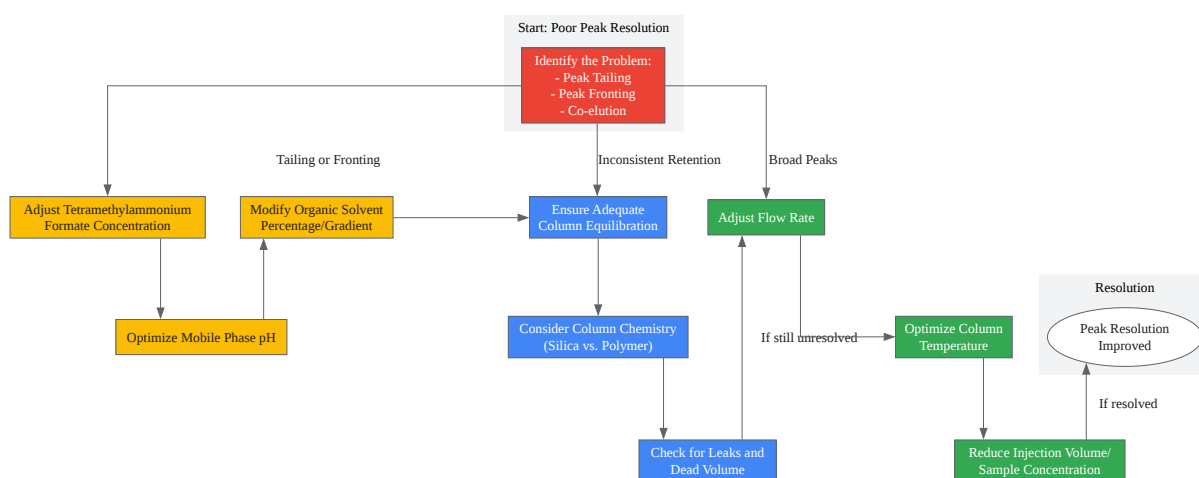 Start: Poor Peak Resolution
Identify the Problem:
- Peak Tailing
- Peak Fronting
- Co-elution
Tailing or Fronting
Inconsistent Retention
Broad Peaks
Adjust Tetramethylammonium
Formate Concentration
Modify Organic Solvent
Percentage/Gradient
Ensure Adequate
Column Equilibration
Adjust Flow Rate
Optimize Mobile Phase pH
Consider Column Chemistry
(Silica vs. Polymer)
If still unresolved
Optimize Column
Temperature
Resolution
Peak Resolution
Improved
If resolved
Check for Leaks and
Dead Volume
Reduce Injection Volume/
Sample Concentration